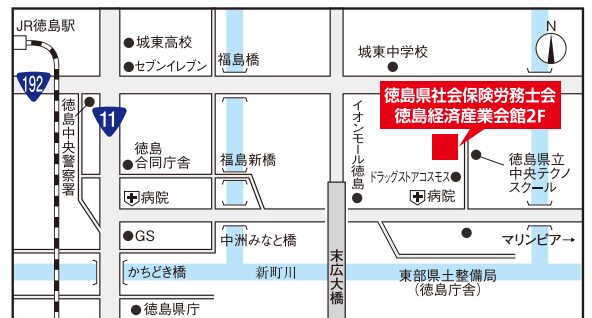 JR徳島駅
城東高校
セブンイレブン
福島橋
城東中学校
N
192
徳島中央警察署
11
徳島県社会保険労務士会
徳島経済産業会館2F
イオンモール徳島
徳島
合同庁舎
福島新橋
ドラッグストアコスモス
徳島県立
中央テクノ
スクール
病院
病院
GS
中洲みなと橋
末広大橋
マリンピア→
かちどき橋
新町川
東部県土整備局
（徳島庁舎）
徳島県庁